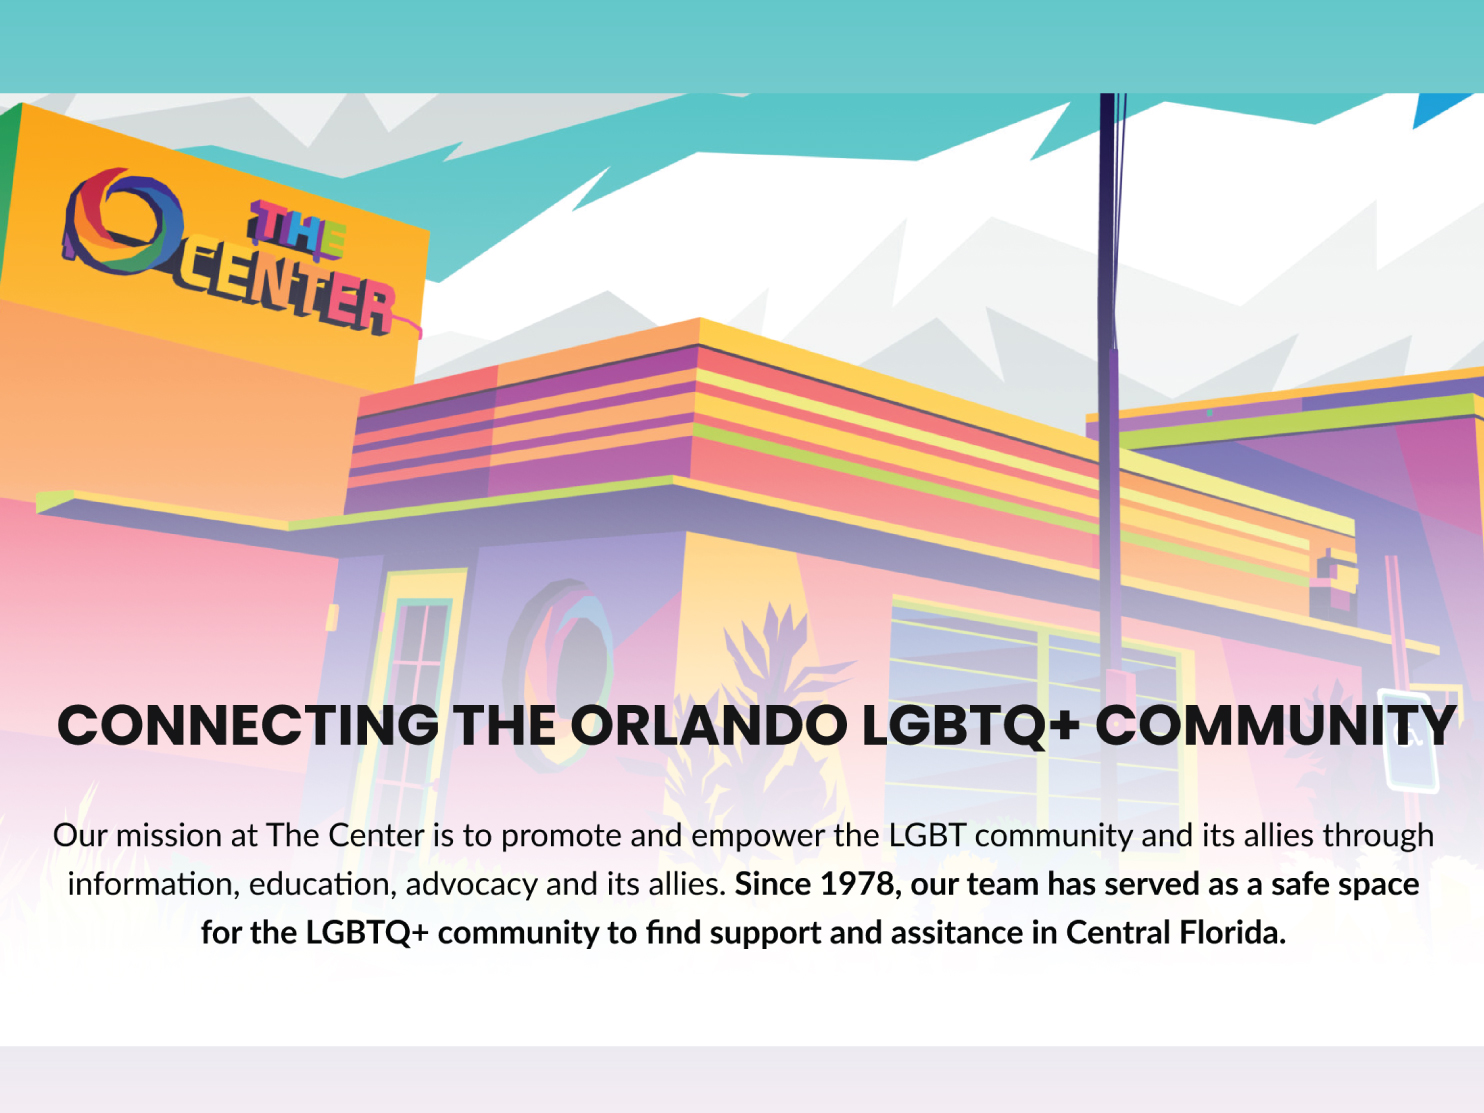 THE
CENTER
CONNECTING THE ORLANDO LGBTQ+ COMMUNITY
Our mission at The Center is to promote and empower the LGBT community and its allies through
information, education, advocacy and its allies. Since 1978, our team has served as a safe space
for the LGBTQ+ community to find support and assitance in Central Florida.